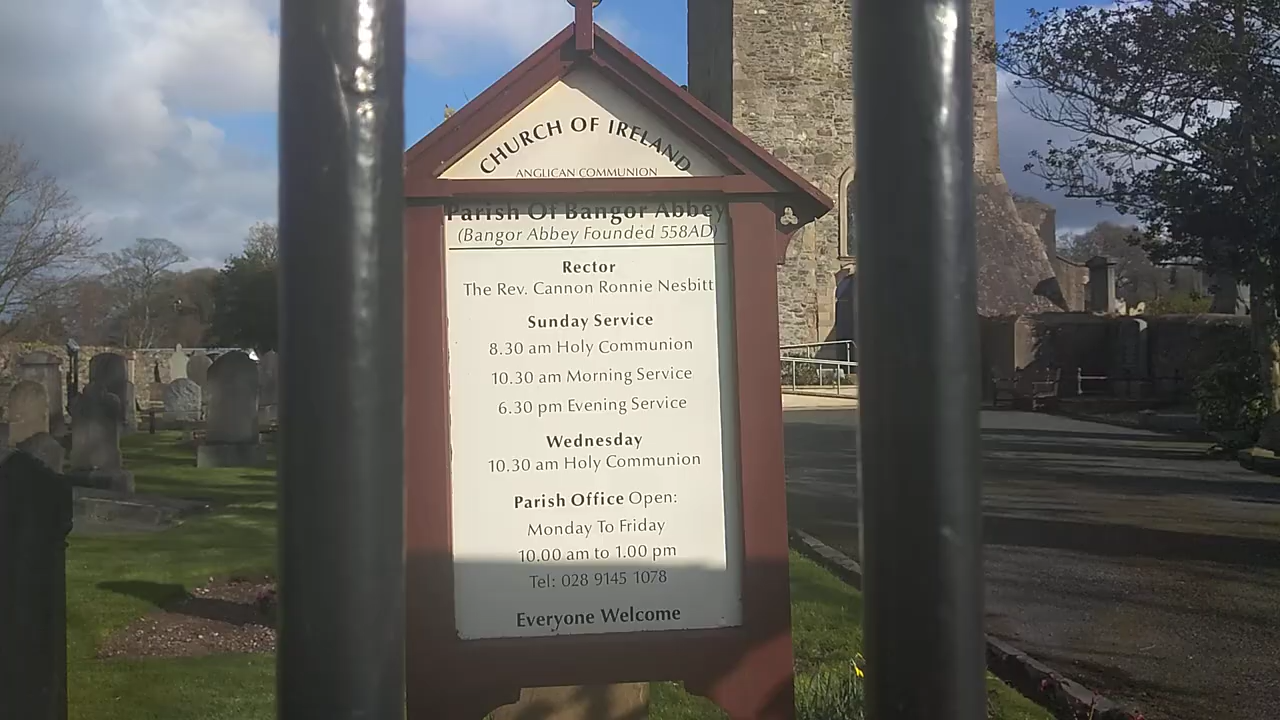 CHURCH OF IRELAND
ANGLICAN COMMUNION
Parish Of Bangor Abbey
(Bangor Abbey Founded 558AD)
Rector
The Rev. Cannon Ronnie Nesbitt
Sunday Service
8.30 am Holy Communion
10.30 am Morning Service
6.30 pm Evening Service
Wednesday
10.30 am Holy Communion
Parish Office Open:
Monday To Friday
10.00 am to 1.00 pm
Tel: 028 9145 1078
Everyone Welcome